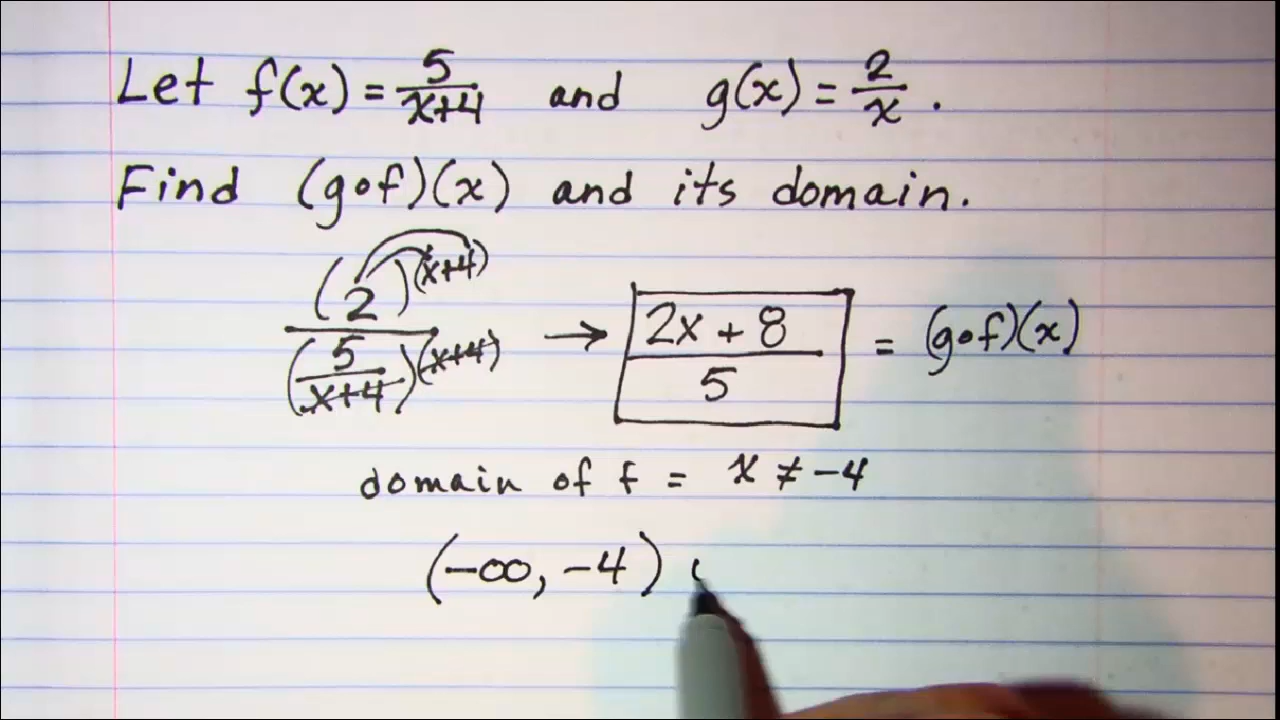 Let f(x) = 5/(x+4) and g(x) = 2/x .
Find (g∘f)(x) and its domain.
(2)(x+4) / (5/(x+4))(x+4) → (2x + 8)/5 = (g∘f)(x)
domain of f = x ≠ -4
(-∞, -4)